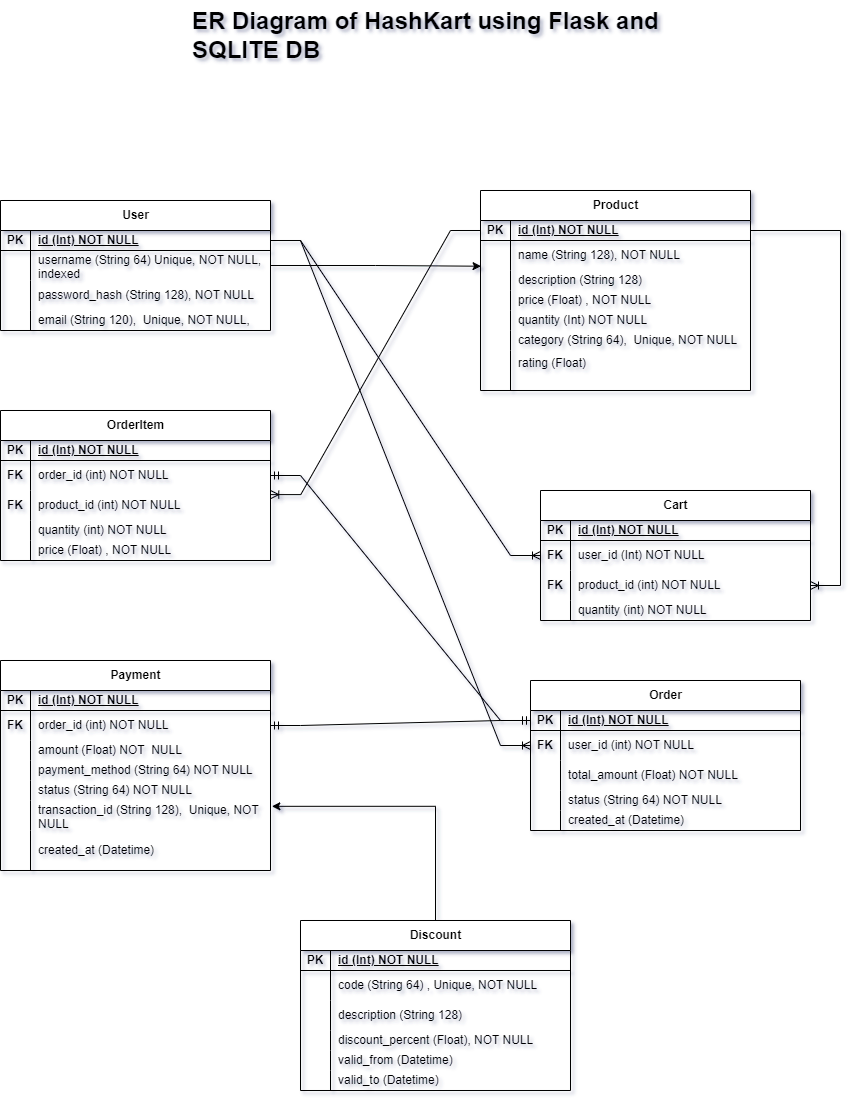 ER Diagram of HashKart using Flask and
SQLITE DB
User
PK id (Int) NOT NULL
username (String 64) Unique, NOT NULL,
indexed
password_hash (String 128), NOT NULL
email (String 120),  Unique, NOT NULL,
Product
PK id (Int) NOT NULL
name (String 128), NOT NULL
description (String 128)
price (Float) , NOT NULL
quantity (Int) NOT NULL
category (String 64),  Unique, NOT NULL
rating (Float)
OrderItem
PK id (Int) NOT NULL
FK order_id (int) NOT NULL
FK product_id (int) NOT NULL
quantity (int) NOT NULL
price (Float) , NOT NULL
Cart
PK id (Int) NOT NULL
FK user_id (Int) NOT NULL
FK product_id (int) NOT NULL
quantity (int) NOT NULL
Payment
PK id (Int) NOT NULL
FK order_id (int) NOT NULL
amount (Float) NOT  NULL
payment_method (String 64) NOT NULL
status (String 64) NOT NULL
transaction_id (String 128),  Unique, NOT
NULL
created_at (Datetime)
Order
PK id (Int) NOT NULL
FK user_id (int) NOT NULL
total_amount (Float) NOT NULL
status (String 64) NOT NULL
created_at (Datetime)
Discount
PK id (Int) NOT NULL
code (String 64) , Unique, NOT NULL
description (String 128)
discount_percent (Float), NOT NULL
valid_from (Datetime)
valid_to (Datetime)